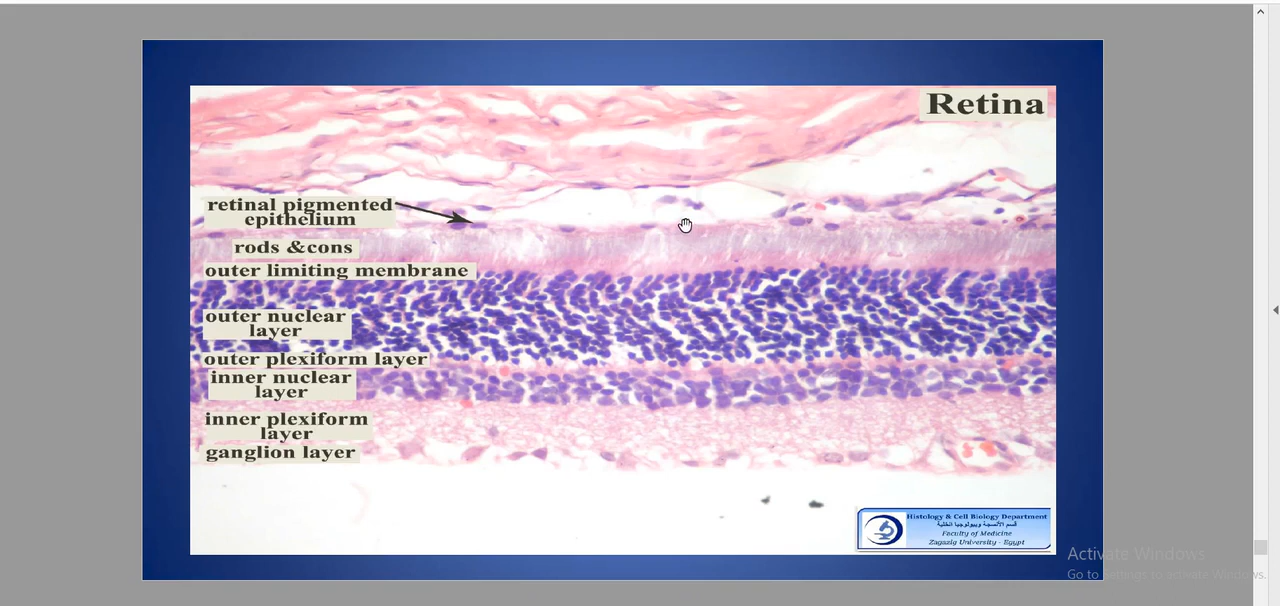 Retina
retinal pigmented
epithelium
rods &cons
outer limiting membrane
outer nuclear
layer
outer plexiform layer
inner nuclear
layer
inner plexiform
layer
ganglion layer
Histology & Cell Biology Department
قسم الأنسجة وبيولوجيا الخلية
Faculty of Medicine
Zagazig University - Egypt
Activate Windows
Go to Settings to activate Windows.